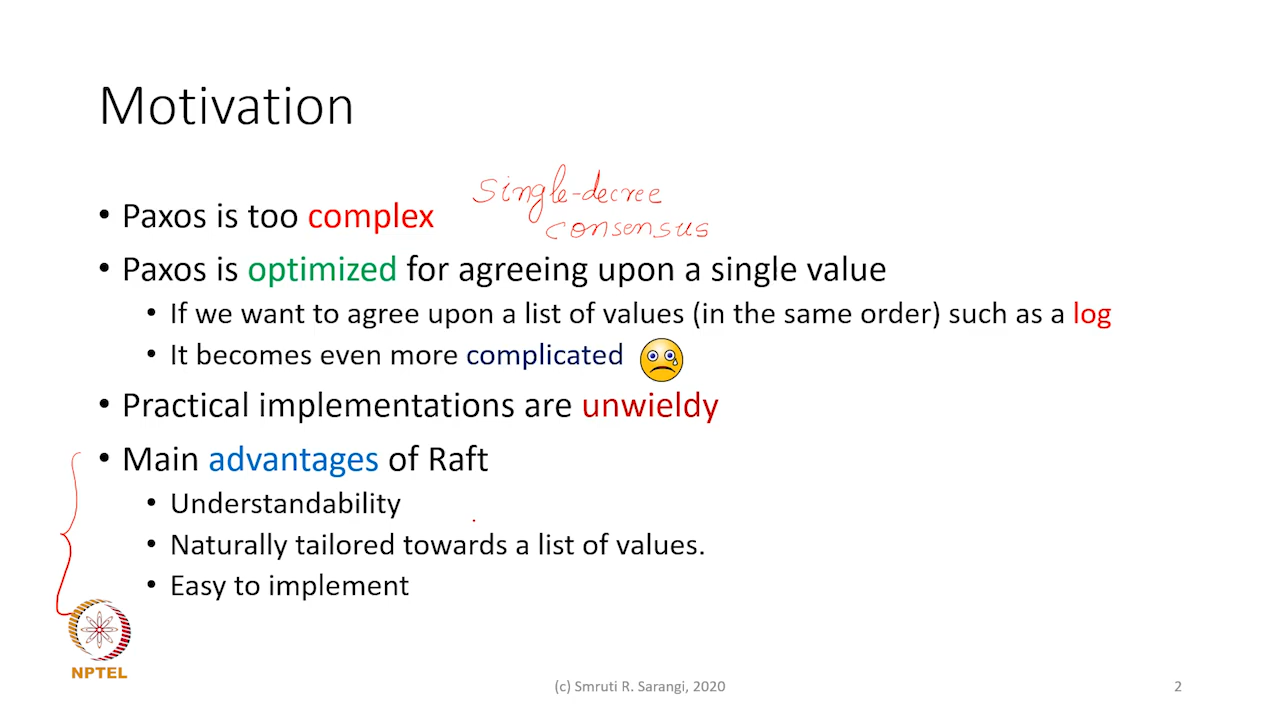 Motivation
Single-decree
consensus
• Paxos is too complex
• Paxos is optimized for agreeing upon a single value
• If we want to agree upon a list of values (in the same order) such as a log
• It becomes even more complicated
• Practical implementations are unwieldy
• Main advantages of Raft
• Understandability
• Naturally tailored towards a list of values.
• Easy to implement
NPTEL
(c) Smruti R. Sarangi, 2020
2